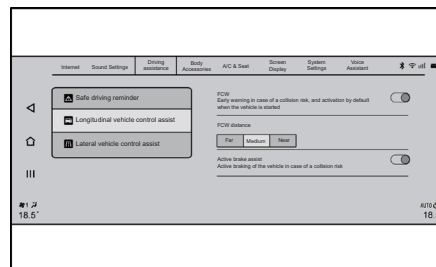 Internet Sound Settings Driving assistance Body Accessories A/C & Seat Screen Display System Settings Voice Assistant
Safe driving reminder
Longitudinal vehicle control assist
Lateral vehicle control assist
FCW
Early warning in case of a collision risk, and activation by default
when the vehicle is started
FCW distance
Far Medium Near
Active brake assist
Active braking of the vehicle in case of a collision risk
1
18.5°
AUTO
18.